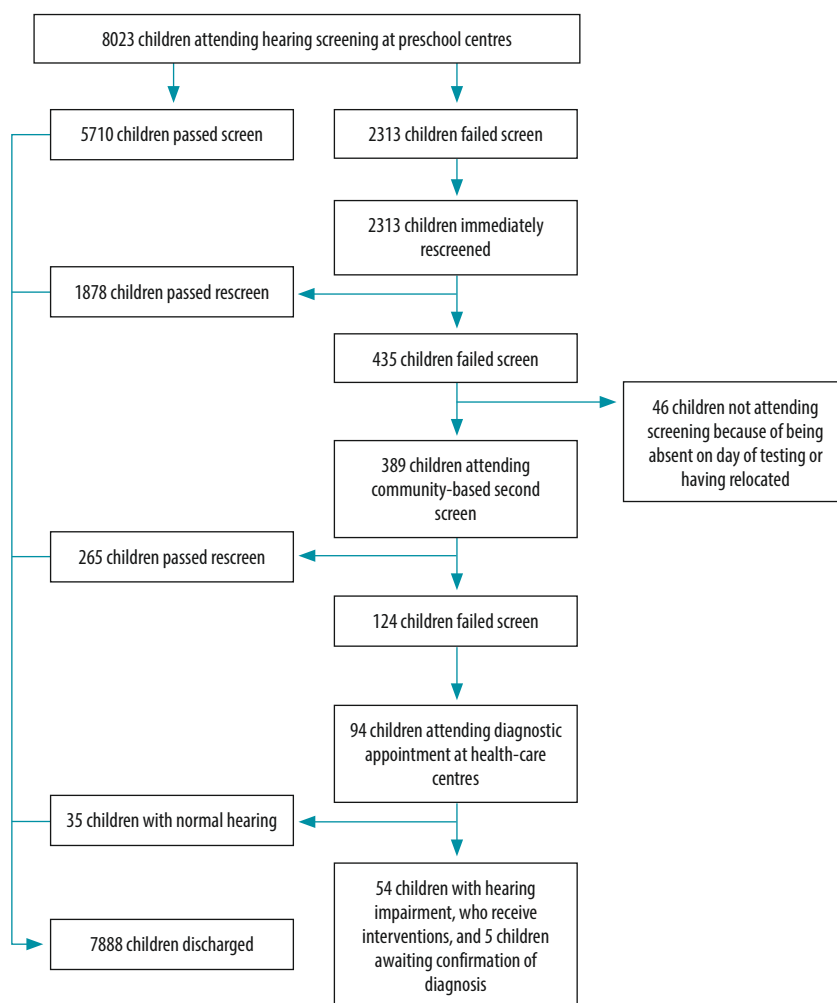 8023 children attending hearing screening at preschool centres
5710 children passed screen
2313 children failed screen
2313 children immediately
rescreened
1878 children passed rescreen
435 children failed screen
46 children not attending
screening because of being
absent on day of testing or
having relocated
389 children attending
community-based second
screen
265 children passed rescreen
124 children failed screen
94 children attending diagnostic
appointment at health-care
centres
35 children with normal hearing
54 children with hearing
impairment, who receive
interventions, and 5 children
awaiting confirmation of
diagnosis
7888 children discharged